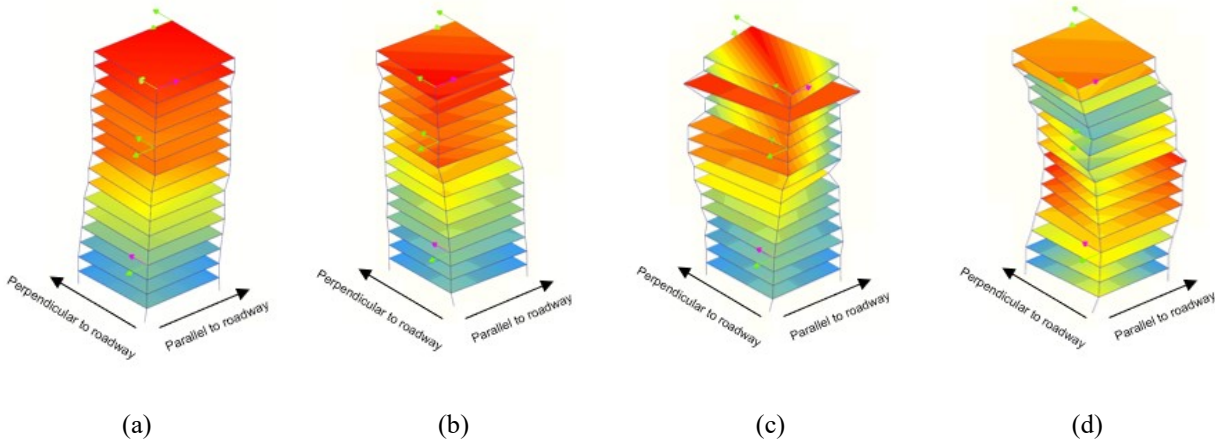 Perpendicular to roadway
Parallel to roadway
Perpendicular to roadway
Parallel to roadway
Perpendicular to roadway
Parallel to roadway
Perpendicular to roadway
Parallel to roadway
(a)
(b)
(c)
(d)